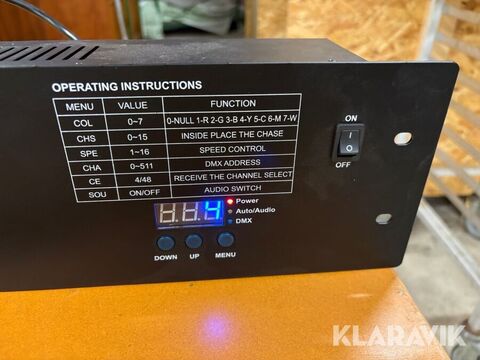 OPERATING INSTRUCTIONS
MENU VALUE FUNCTION
COL 0~7 0-NULL 1-R 2-G 3-B 4-Y 5-C 6-M 7-W
CHS 0~15 INSIDE PLACE THE CHASE
SPE 1~16 SPEED CONTROL
CHA 0~511 DMX ADDRESS
CE 4/48 RECEIVE THE CHANNEL SELECT
SOU ON/OFF AUDIO SWITCH
ON
OFF
Power
Auto/Audio
DMX
DOWN UP MENU
KLARAVIK